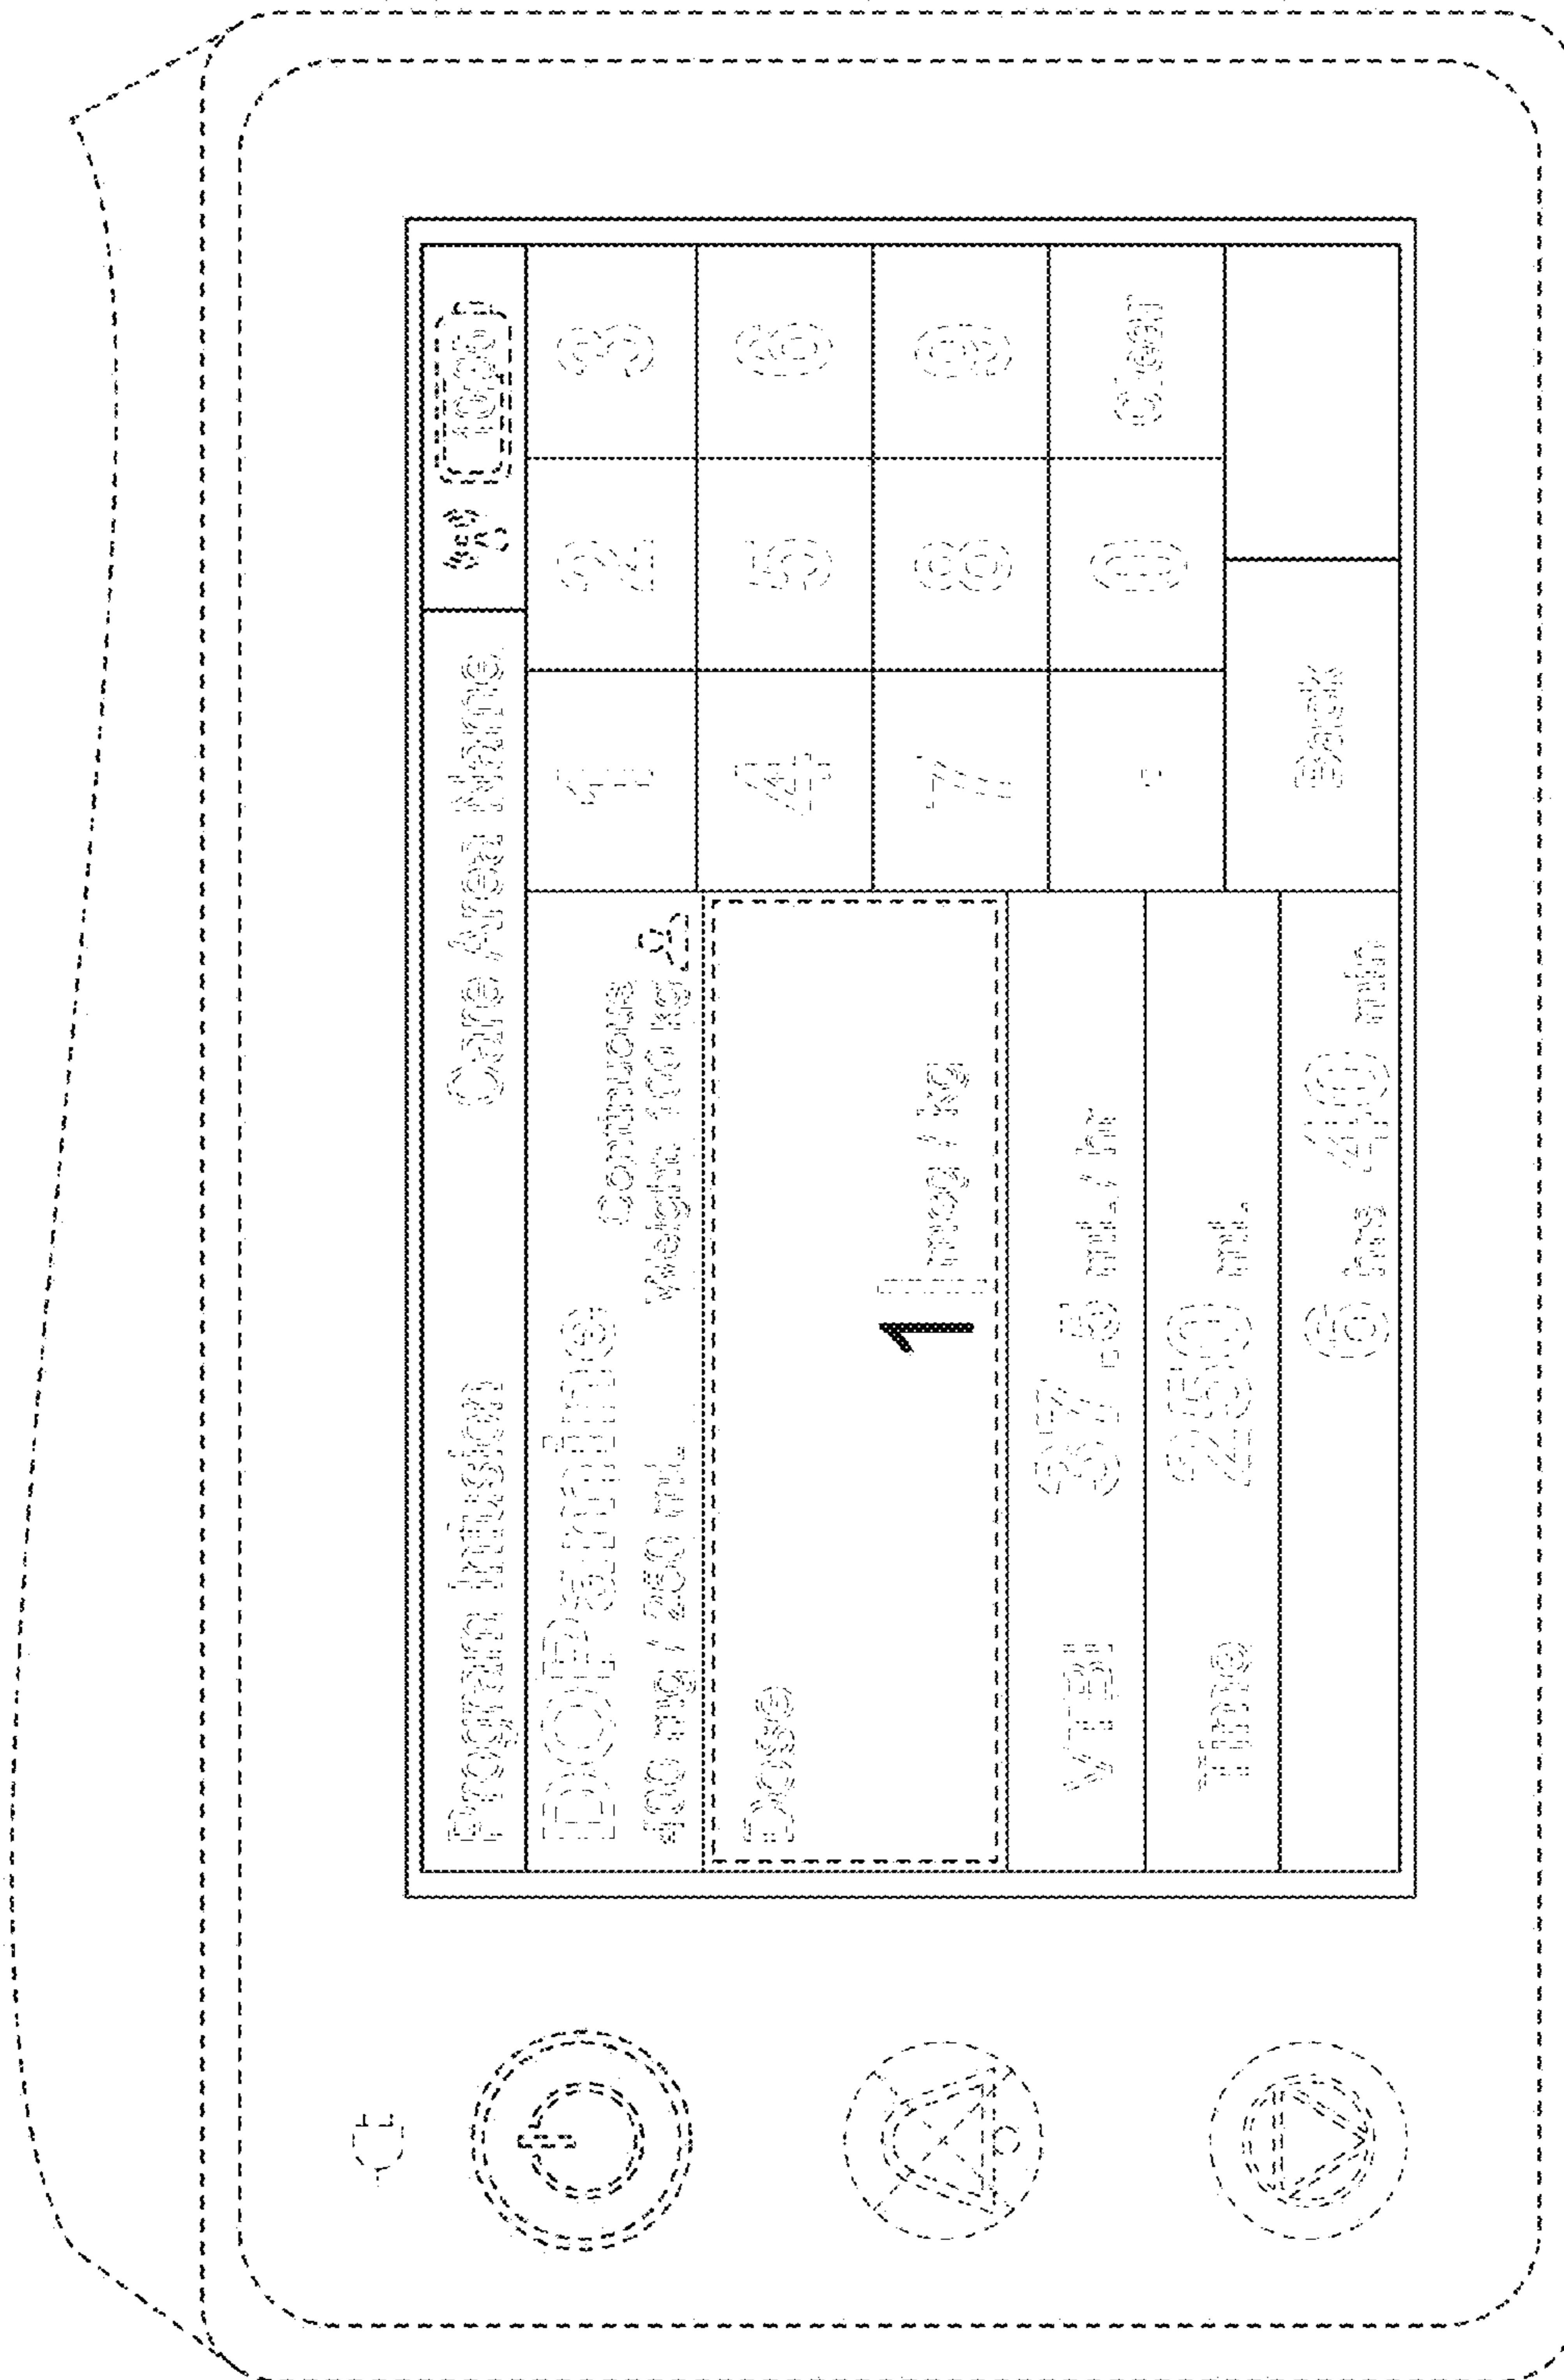 Program Infusion Care Area Name
DOPamine
Continuous
400 mg / 250 mL
Weight: 100 kg
Dose
1 mcg / kg
VTBI 37.5 mL / hr
Time 250 mL
6 hrs 40 min
1 2 3
4 5 6
7 8 9
. 0 Clear
Back